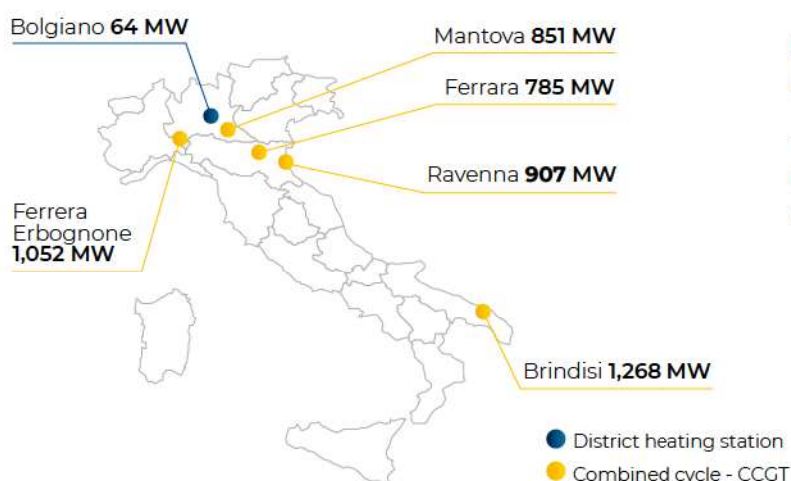 Bolgiano 64 MW
Mantova 851 MW
Ferrara 785 MW
Ravenna 907 MW
Ferrera
Erbognone
1,052 MW
Brindisi 1,268 MW
District heating station
Combined cycle - CCGT